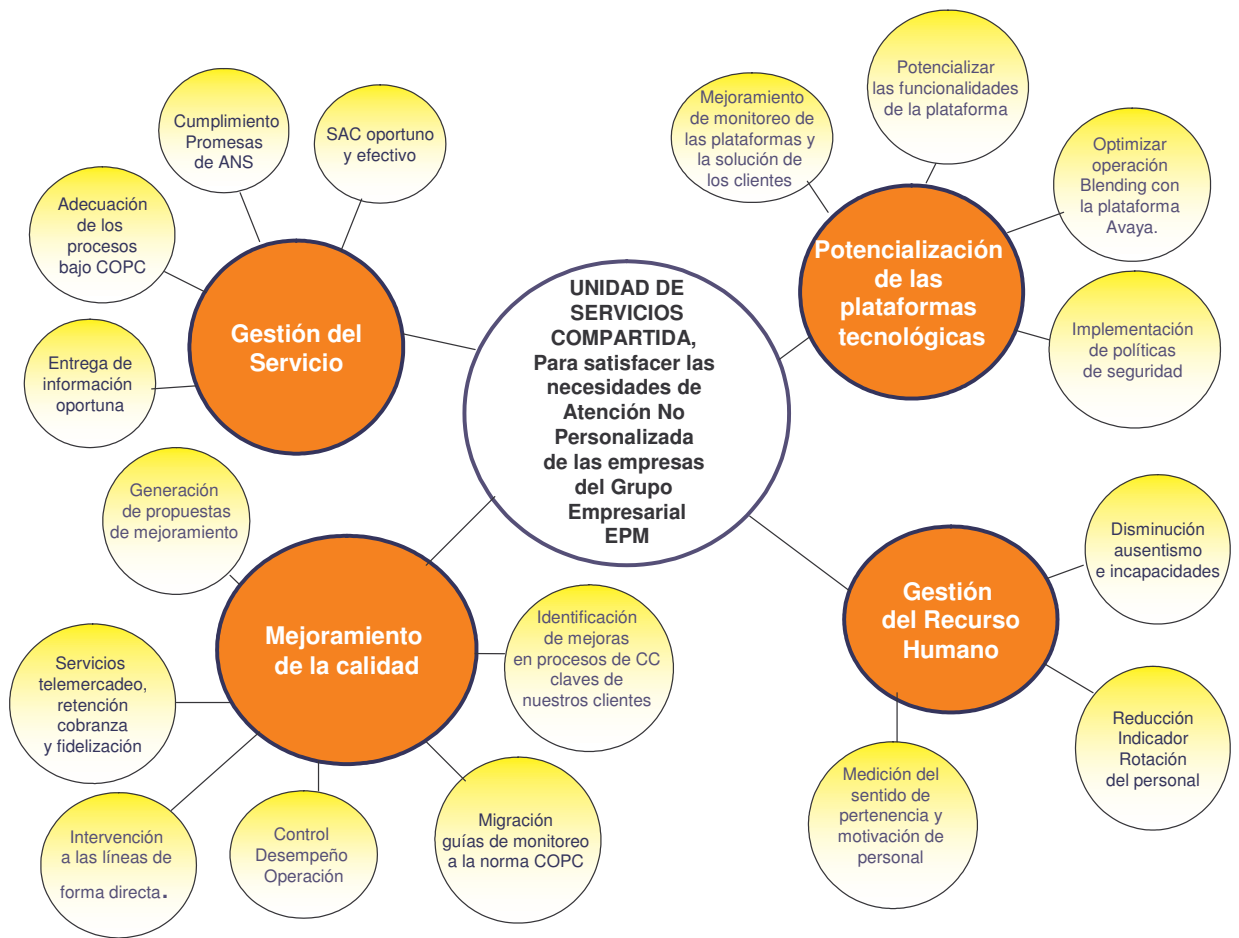 UNIDAD DE
SERVICIOS
COMPARTIDA,
Para satisfacer las
necesidades de
Atención No
Personalizada
de las empresas
del Grupo
Empresarial
EPM
Gestión del
Servicio
Cumplimiento
Promesas
de ANS
SAC oportuno
y efectivo
Adecuación
de los
procesos
bajo COPC
Entrega de
información
oportuna
Potencialización
de las
plataformas
tecnológicas
Mejoramiento
de monitoreo de
las plataformas y
la solución de
los clientes
Potencializar
las funcionalidades
de la plataforma
Optimizar
operación
Blending con
la plataforma
Avaya.
Implementación
de políticas
de seguridad
Mejoramiento
de la calidad
Generación
de propuestas
de mejoramiento
Servicios
telemercadeo,
retención
cobranza
y fidelización
Intervención
a las líneas de
forma directa.
Control
Desempeño
Operación
Migración
guías de monitoreo
a la norma COPC
Identificación
de mejoras
en procesos de CC
claves de
nuestros clientes
Gestión
del Recurso
Humano
Disminución
ausentismo
e incapacidades
Reducción
Indicador
Rotación
del personal
Medición del
sentido de
pertenencia y
motivación de
personal